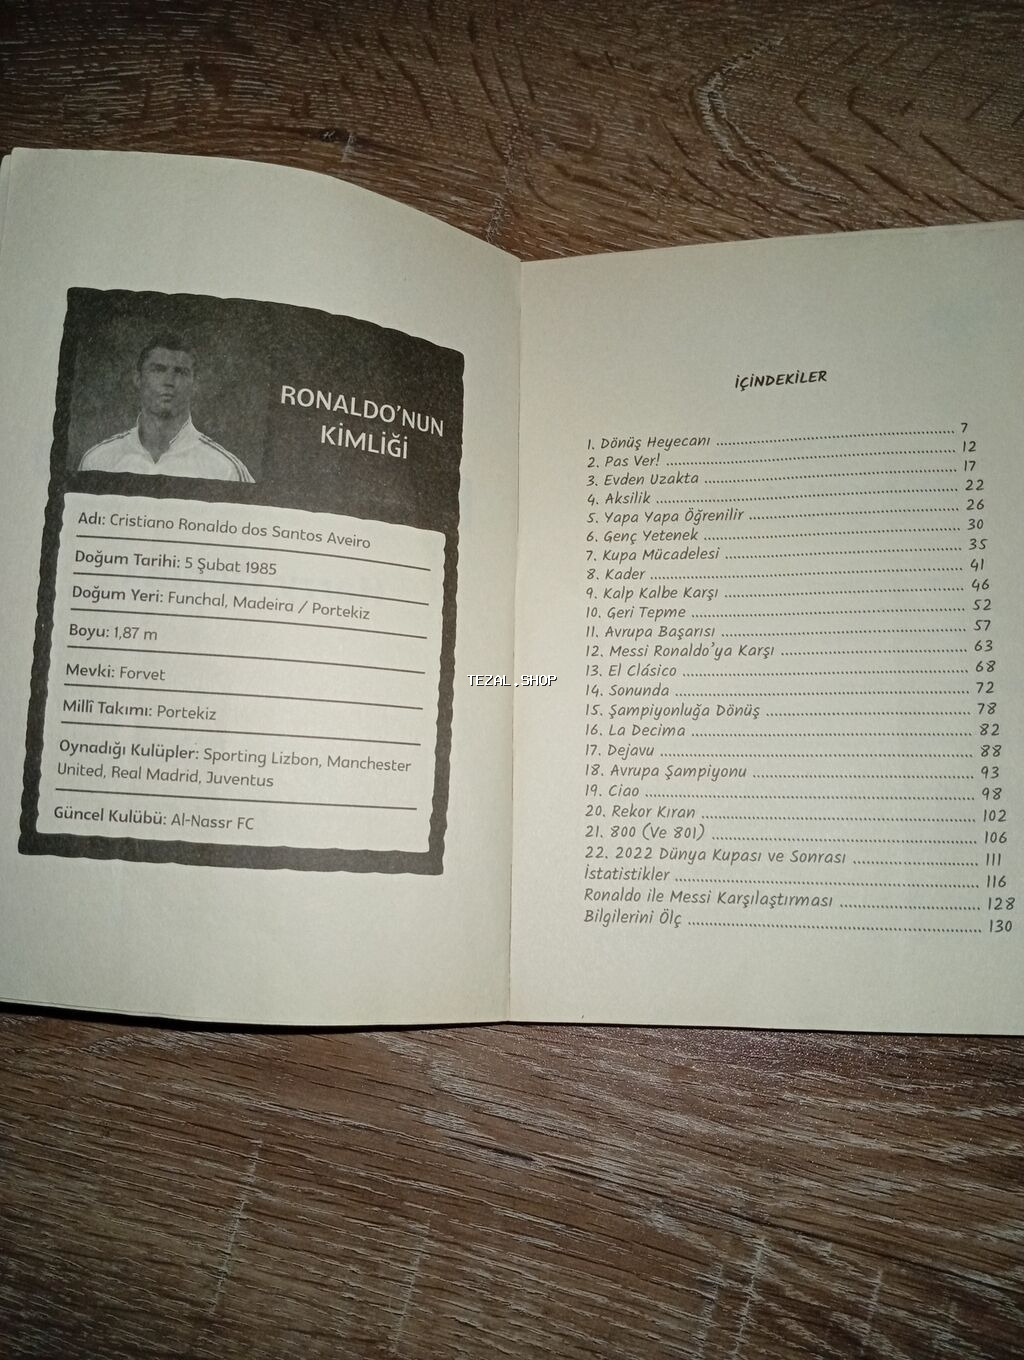 RONALDO'NUN
KİMLİĞİ
Adı: Cristiano Ronaldo dos Santos Aveiro
Doğum Tarihi: 5 Şubat 1985
Doğum Yeri: Funchal, Madeira / Portekiz
Boyu: 1,87 m
Mevki: Forvet
Millî Takımı: Portekiz
Oynadığı Kulüpler: Sporting Lizbon, Manchester
United, Real Madrid, Juventus
Güncel Kulübü: Al-Nassr FC
TEZAL.SHOP
İÇİNDEKİLER
1. Dönüş Heyecanı ........ 7
2. Pas Ver! ........ 12
3. Evden Uzakta ........ 17
4. Aksilik ........ 22
5. Yapa Yapa Öğrenilir ........ 26
6. Genç Yetenek ........ 30
7. Kupa Mücadelesi ........ 35
8. Kader ........ 41
9. Kalp Kalbe Karşı ........ 46
10. Geri Tepme ........ 52
11. Avrupa Başarısı ........ 57
12. Messi Ronaldo'ya Karşı ........ 63
13. El Clásico ........ 68
14. Sonunda ........ 72
15. Şampiyonluğa Dönüş ........ 78
16. La Decima ........ 82
17. Dejavu ........ 88
18. Avrupa Şampiyonu ........ 93
19. Ciao ........ 98
20. Rekor Kıran ........ 102
21. 800 (Ve 801) ........ 106
22. 2022 Dünya Kupası ve Sonrası ........ 111
İstatistikler ........ 116
Ronaldo ile Messi Karşılaştırması ........ 128
Bilgilerini Ölç ........ 130